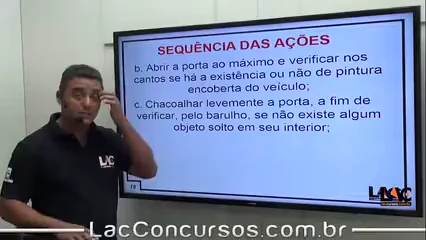 SEQUÊNCIA DAS AÇÕES
b. Abrir a porta ao máximo e verificar nos
cantos se há a existência ou não de pintura
encoberta do veículo;
c. Chacoalhar levemente a porta, a fim de
verificar, pelo barulho, se não existe algum
objeto solto em seu interior;
LAC
LAC
LacConcursos.com.br